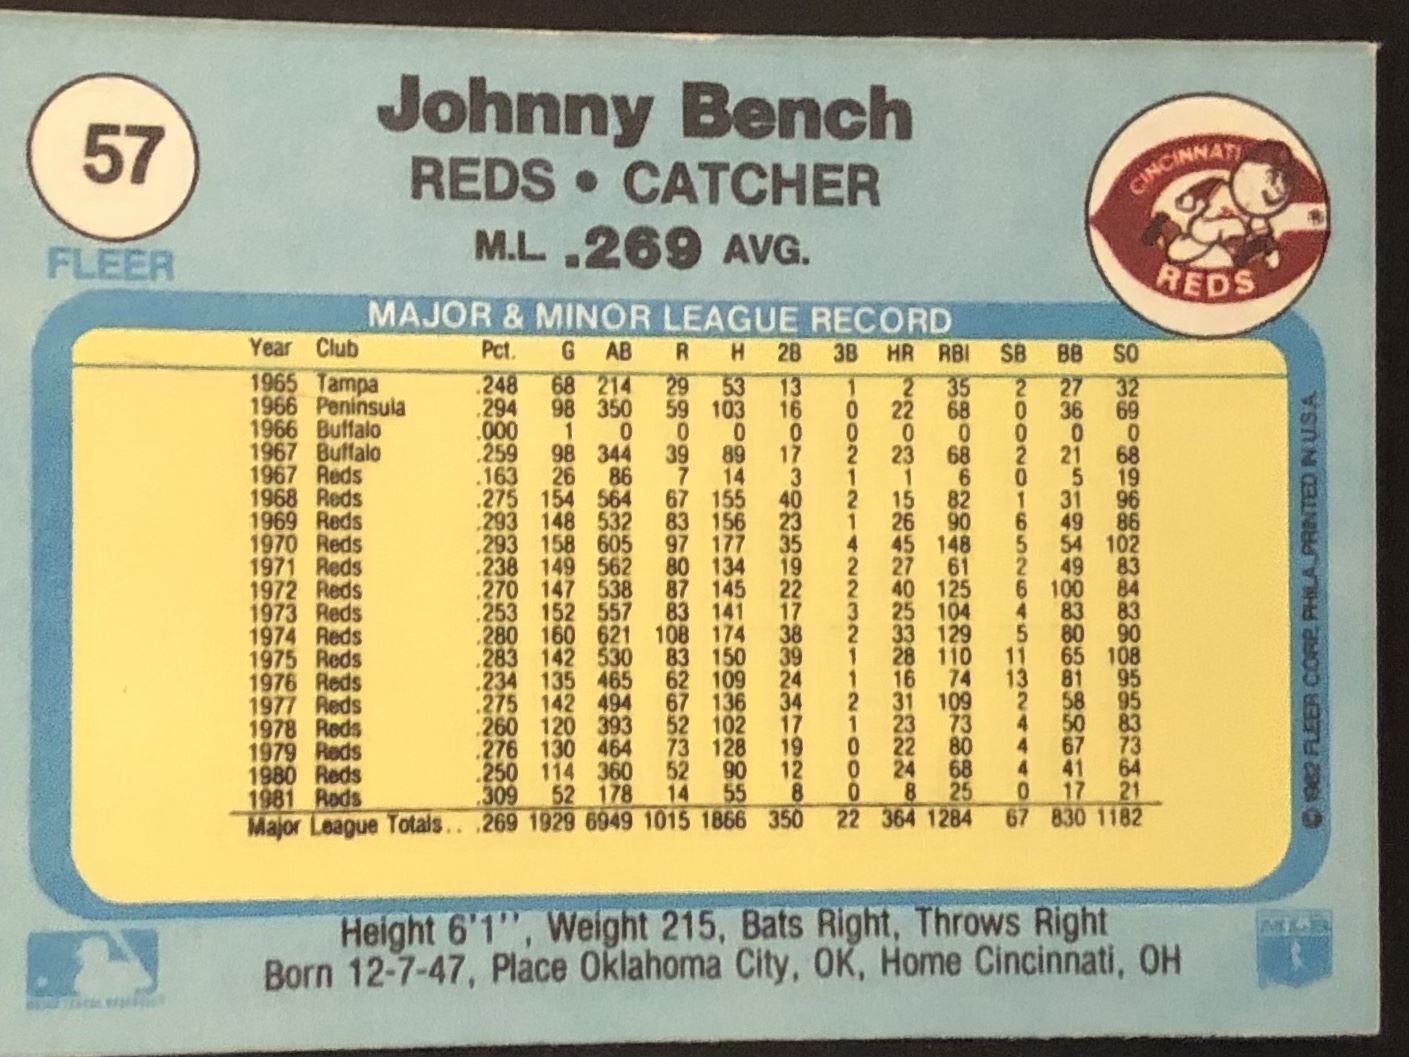 57
FLEER
Johnny Bench
REDS • CATCHER
M.L. .269 AVG.
CINCINNATI
REDS
®
MAJOR & MINOR LEAGUE RECORD
Year Club Pct. G AB R H 2B 3B HR RBI SB BB SO
1965 Tampa .248 68 214 29 53 13 1 2 35 2 27 32
1966 Peninsula .294 98 350 59 103 16 0 22 68 0 36 69
1966 Buffalo .000 1 0 0 0 0 0 0 0 0 0 0
1967 Buffalo .259 98 344 39 89 17 2 23 68 2 21 68
1967 Reds .163 26 86 7 14 3 1 1 6 0 5 19
1968 Reds .275 154 564 67 155 40 2 15 82 1 31 96
1969 Reds .293 148 532 83 156 23 1 26 90 6 49 86
1970 Reds .293 158 605 97 177 35 4 45 148 5 54 102
1971 Reds .238 149 562 80 134 19 2 27 61 2 49 83
1972 Reds .270 147 538 87 145 22 2 40 125 6 100 84
1973 Reds .253 152 557 83 141 17 3 25 104 4 83 83
1974 Reds .280 160 621 108 174 38 2 33 129 5 80 90
1975 Reds .283 142 530 83 150 39 1 28 110 11 65 108
1976 Reds .234 135 465 62 109 24 1 16 74 13 81 95
1977 Reds .275 142 494 67 136 34 2 31 109 2 58 95
1978 Reds .260 120 393 52 102 17 1 23 73 4 50 83
1979 Reds .276 130 464 73 128 19 0 22 80 4 67 73
1980 Reds .250 114 360 52 90 12 0 24 68 4 41 64
1981 Reds .309 52 178 14 55 8 0 8 25 0 17 21
Major League Totals.. .269 1929 6949 1015 1866 350 22 364 1284 67 830 1182
© 1982 FLEER CORP. PHILA. PRINTED IN U.S.A.
Height 6'1'', Weight 215, Bats Right, Throws Right
Born 12-7-47, Place Oklahoma City, OK, Home Cincinnati, OH
MAJOR LEAGUE BASEBALL
MLB